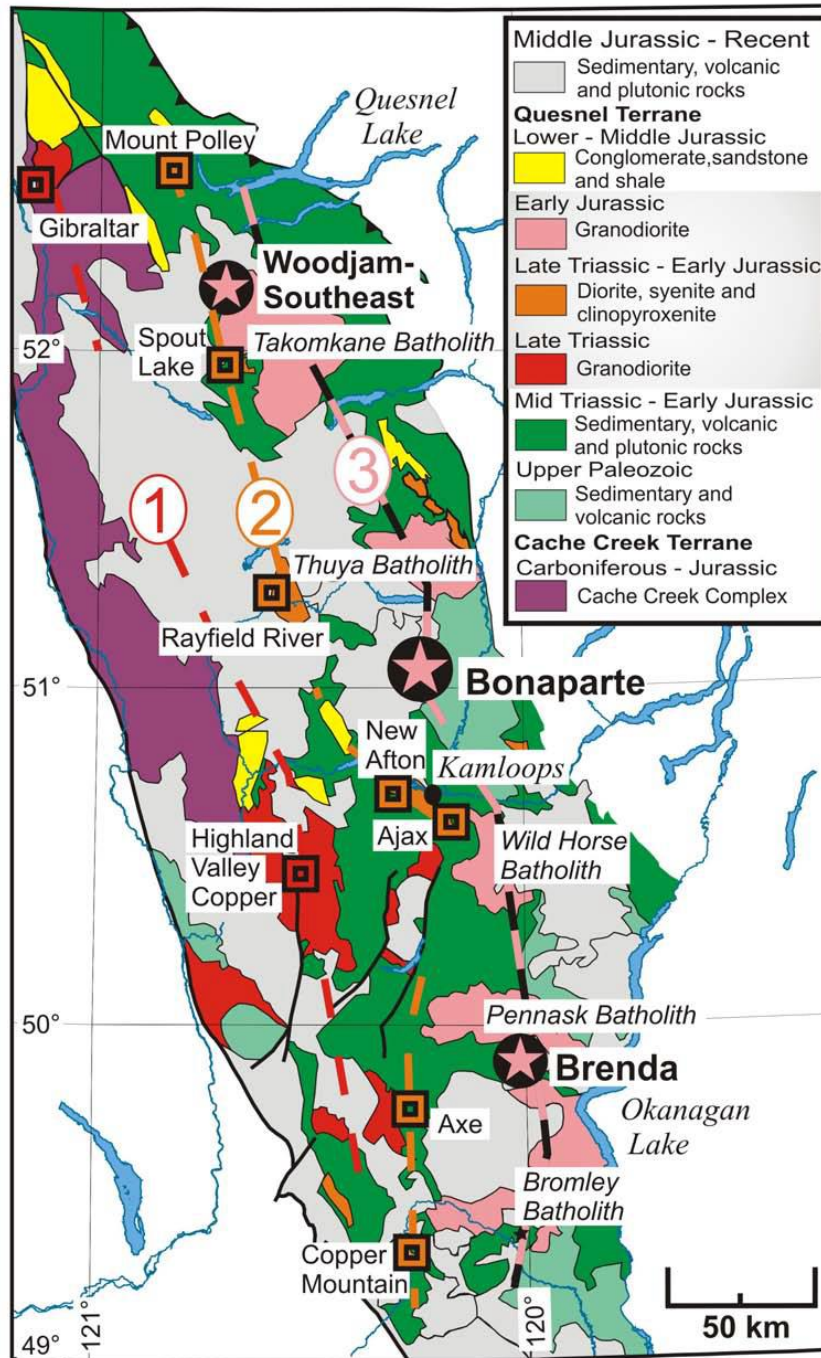 Middle Jurassic - Recent
Sedimentary, volcanic
and plutonic rocks
Quesnel Terrane
Lower - Middle Jurassic
Conglomerate,sandstone
and shale
Early Jurassic
Granodiorite
Late Triassic - Early Jurassic
Diorite, syenite and
clinopyroxenite
Late Triassic
Granodiorite
Mid Triassic - Early Jurassic
Sedimentary, volcanic
and plutonic rocks
Upper Paleozoic
Sedimentary and
volcanic rocks
Cache Creek Terrane
Carboniferous - Jurassic
Cache Creek Complex
Quesnel
Lake
Mount Polley
Gibraltar
Woodjam-
Southeast
52°
Spout
Lake
Takomkane Batholith
1
2
3
Thuya Batholith
Rayfield River
51°
Bonaparte
New
Afton
Kamloops
Ajax
Highland
Valley
Copper
Wild Horse
Batholith
50°
Pennask Batholith
Brenda
Axe
Okanagan
Lake
Bromley
Batholith
Copper
Mountain
50 km
49°
121°
120°